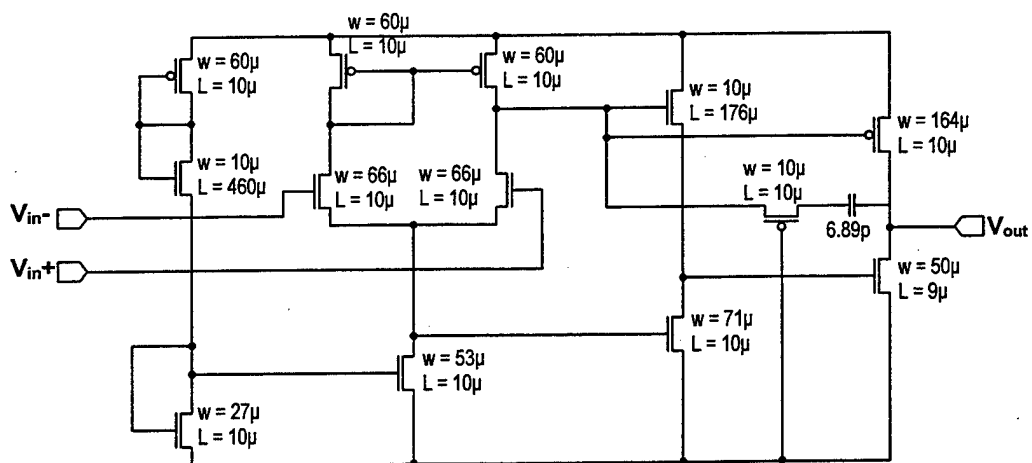 w = 60µ
L = 10µ
w = 60µ
L = 10µ
w = 60µ
L = 10µ
w = 10µ
L = 176µ
w = 164µ
L = 10µ
w = 10µ
L = 460µ
w = 66µ
L = 10µ
w = 66µ
L = 10µ
w = 10µ
L = 10µ
6.89p
Vin-
Vin+
Vout
w = 50µ
L = 9µ
w = 71µ
L = 10µ
w = 53µ
L = 10µ
w = 27µ
L = 10µ